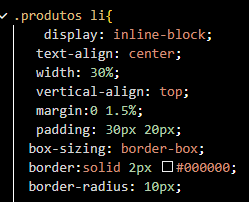 .produtos li{
display: inline-block;
text-align: center;
width: 30%;
vertical-align: top;
margin:0 1.5%;
padding: 30px 20px;
box-sizing: border-box;
border:solid 2px #000000;
border-radius: 10px;